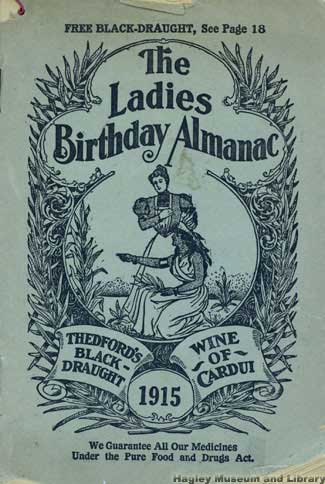 FREE BLACK-DRAUGHT, See Page 18
The
Ladies
Birthday Almanac
THEDFORD'S
BLACK-
DRAUGHT
WINE
OF
CARDUI
1915
We Guarantee All Our Medicines
Under the Pure Food and Drugs Act.
Hagley Museum and Library